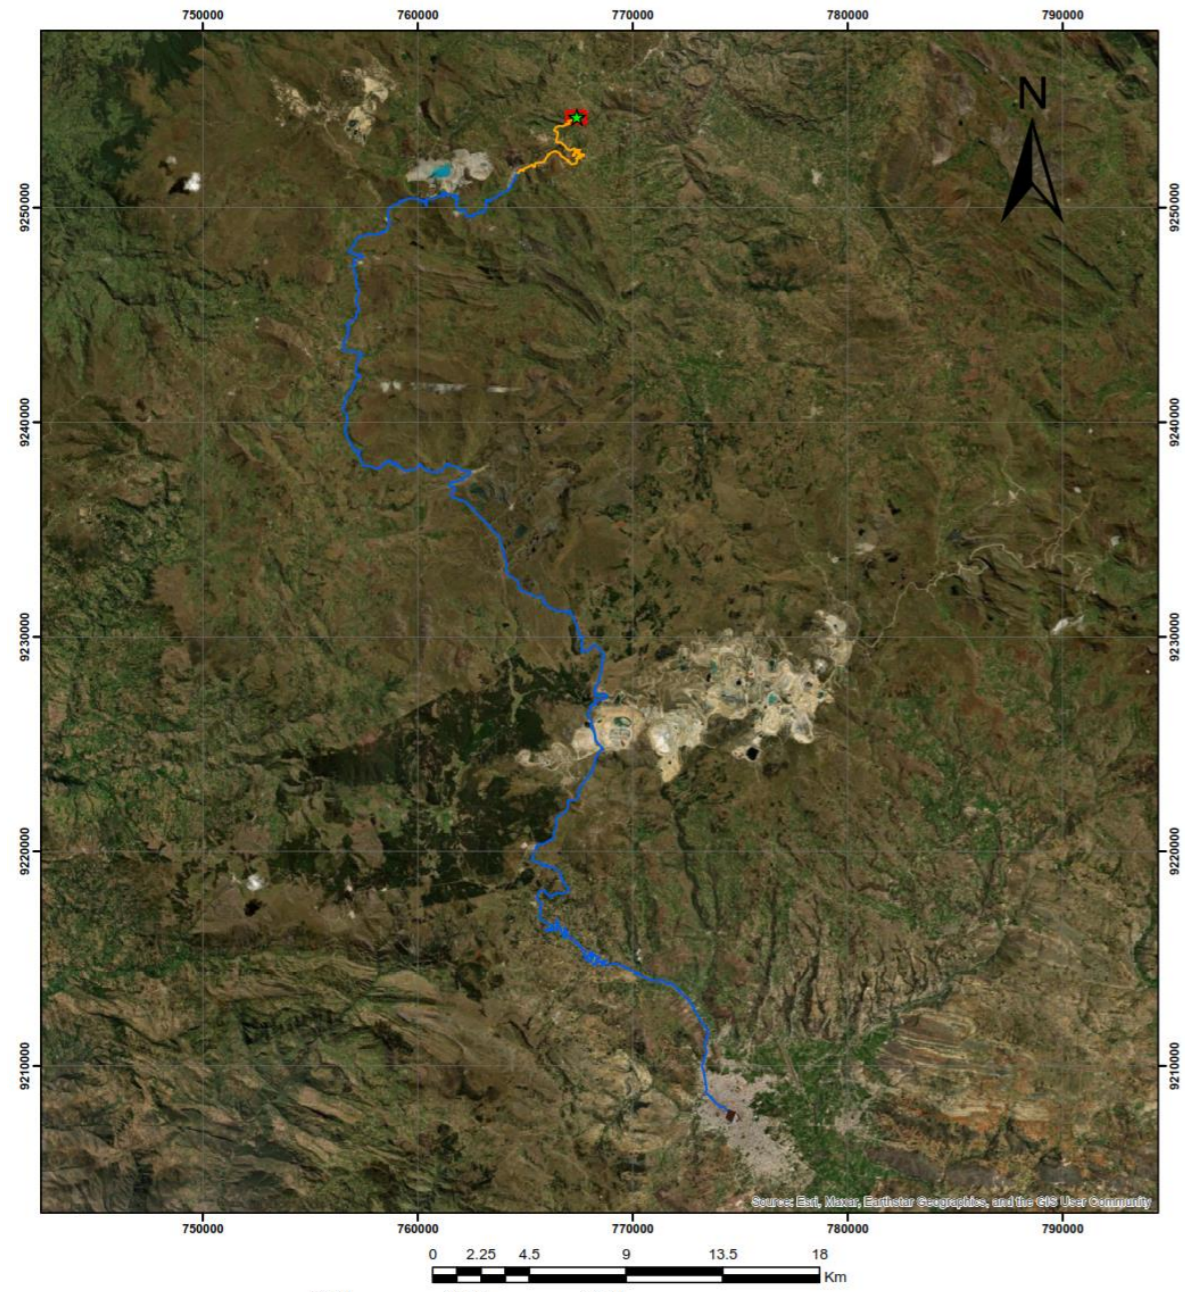 750000 760000 770000 780000 790000
N
9250000 9250000
9240000 9240000
9230000 9230000
9220000 9220000
9210000 9210000
Source: Esri, Maxar, Earthstar Geographics, and the GIS User Community
750000 760000 770000 780000 790000
0 2.25 4.5 9 13.5 18
Km